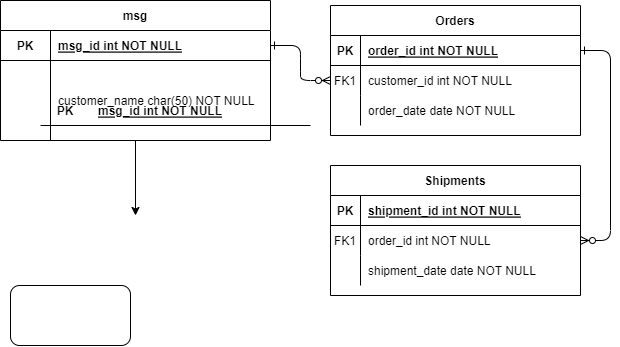 msg
PK msg_id int NOT NULL
customer_name char(50) NOT NULL
PK msg_id int NOT NULL
Orders
PK order_id int NOT NULL
FK1 customer_id int NOT NULL
order_date date NOT NULL
Shipments
PK shipment_id int NOT NULL
FK1 order_id int NOT NULL
shipment_date date NOT NULL